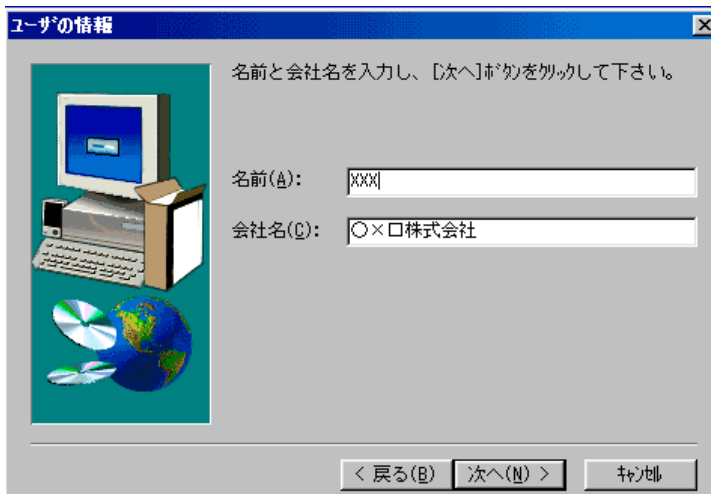 ユーザの情報
名前と会社名を入力し、[次へ]ﾎﾞﾀﾝをｸﾘｯｸして下さい。
名前(A):
XXX
会社名(C):
○×□株式会社
< 戻る(B)
次へ(N) >
ｷｬﾝｾﾙ